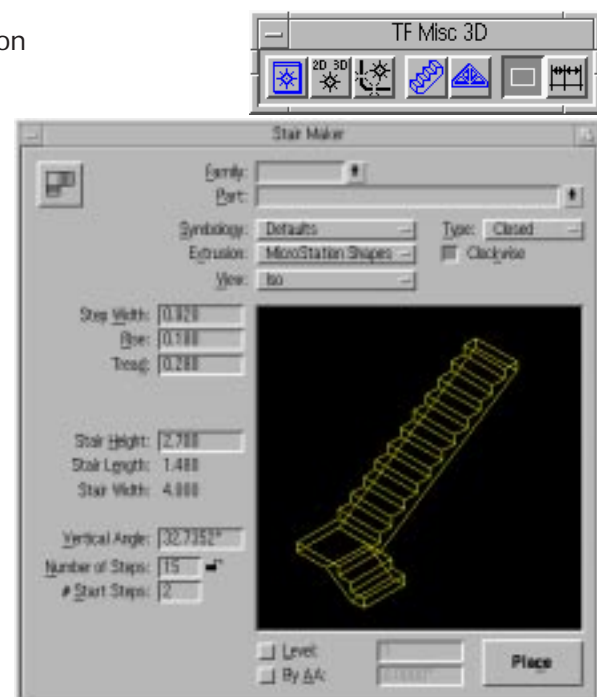 on
TF Misc 3D
2D 3D
Stair Maker
Family:
Part:
Symbology: Defaults Type: Closed
Extrusion: MicroStation Shapes Clockwise
View: Iso
Step Width: 0.920
Rise: 0.180
Tread: 0.280
Stair Height: 2.700
Stair Length: 1.480
Stair Width: 4.000
Vertical Angle: 32.7352°
Number of Steps: 15
# Start Steps: 2
Level:
By AA:
Place